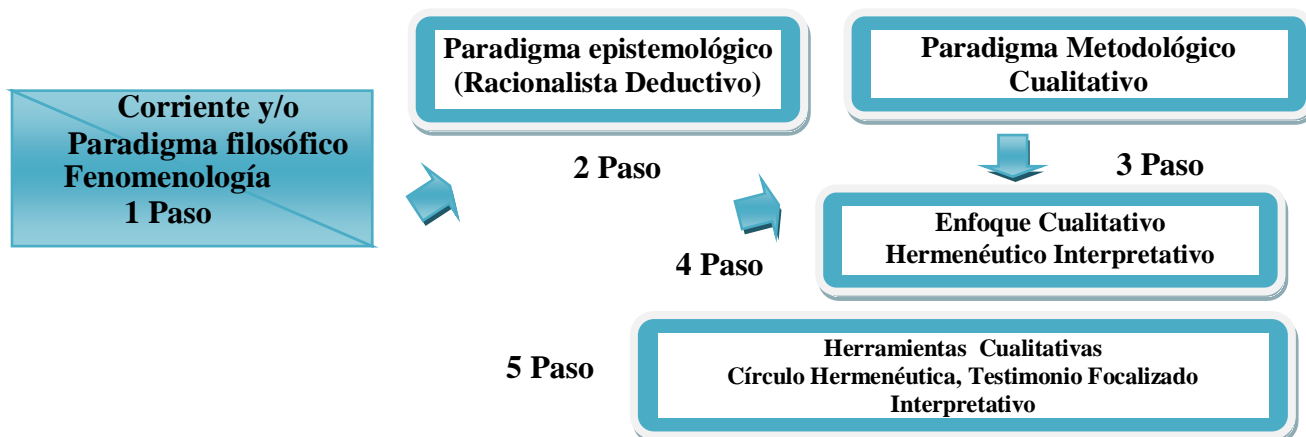 Corriente y/o
Paradigma filosófico
Fenomenología
1 Paso
Paradigma epistemológico
(Racionalista Deductivo)
2 Paso
Paradigma Metodológico
Cualitativo
3 Paso
Enfoque Cualitativo
Hermenéutico Interpretativo
4 Paso
5 Paso
Herramientas Cualitativas
Círculo Hermenéutica, Testimonio Focalizado
Interpretativo